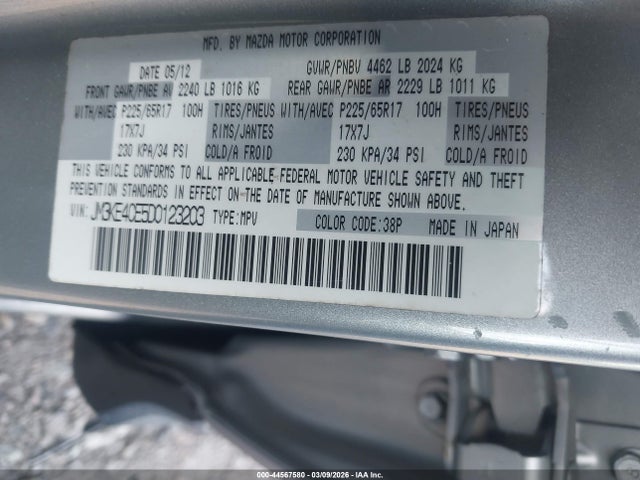 MFD. BY MAZDA MOTOR CORPORATION
DATE 05/12 GVWR/PNBV 4462 LB 2024 KG
FRONT GAWR/PNBE AV 2240 LB 1016 KG REAR GAWR/PNBE AR 2229 LB 1011 KG
WITH/AVEC P225/65R17 100H TIRES/PNEUS WITH/AVEC P225/65R17 100H TIRES/PNEUS
17X7J RIMS/JANTES 17X7J RIMS/JANTES
230 KPA/34 PSI COLD/A FROID 230 KPA/34 PSI COLD/A FROID
THIS VEHICLE CONFORMS TO ALL APPLICABLE FEDERAL MOTOR VEHICLE SAFETY AND THEFT
PREVENTION STANDARDS IN EFFECT ON THE DATE OF MANUFACTURE SHOWN ABOVE.
VIN: JM3KE4CE5D0123203 TYPE:MPV COLOR CODE:38P MADE IN JAPAN
000-44567580 - 03/09/2026 - IAA Inc.